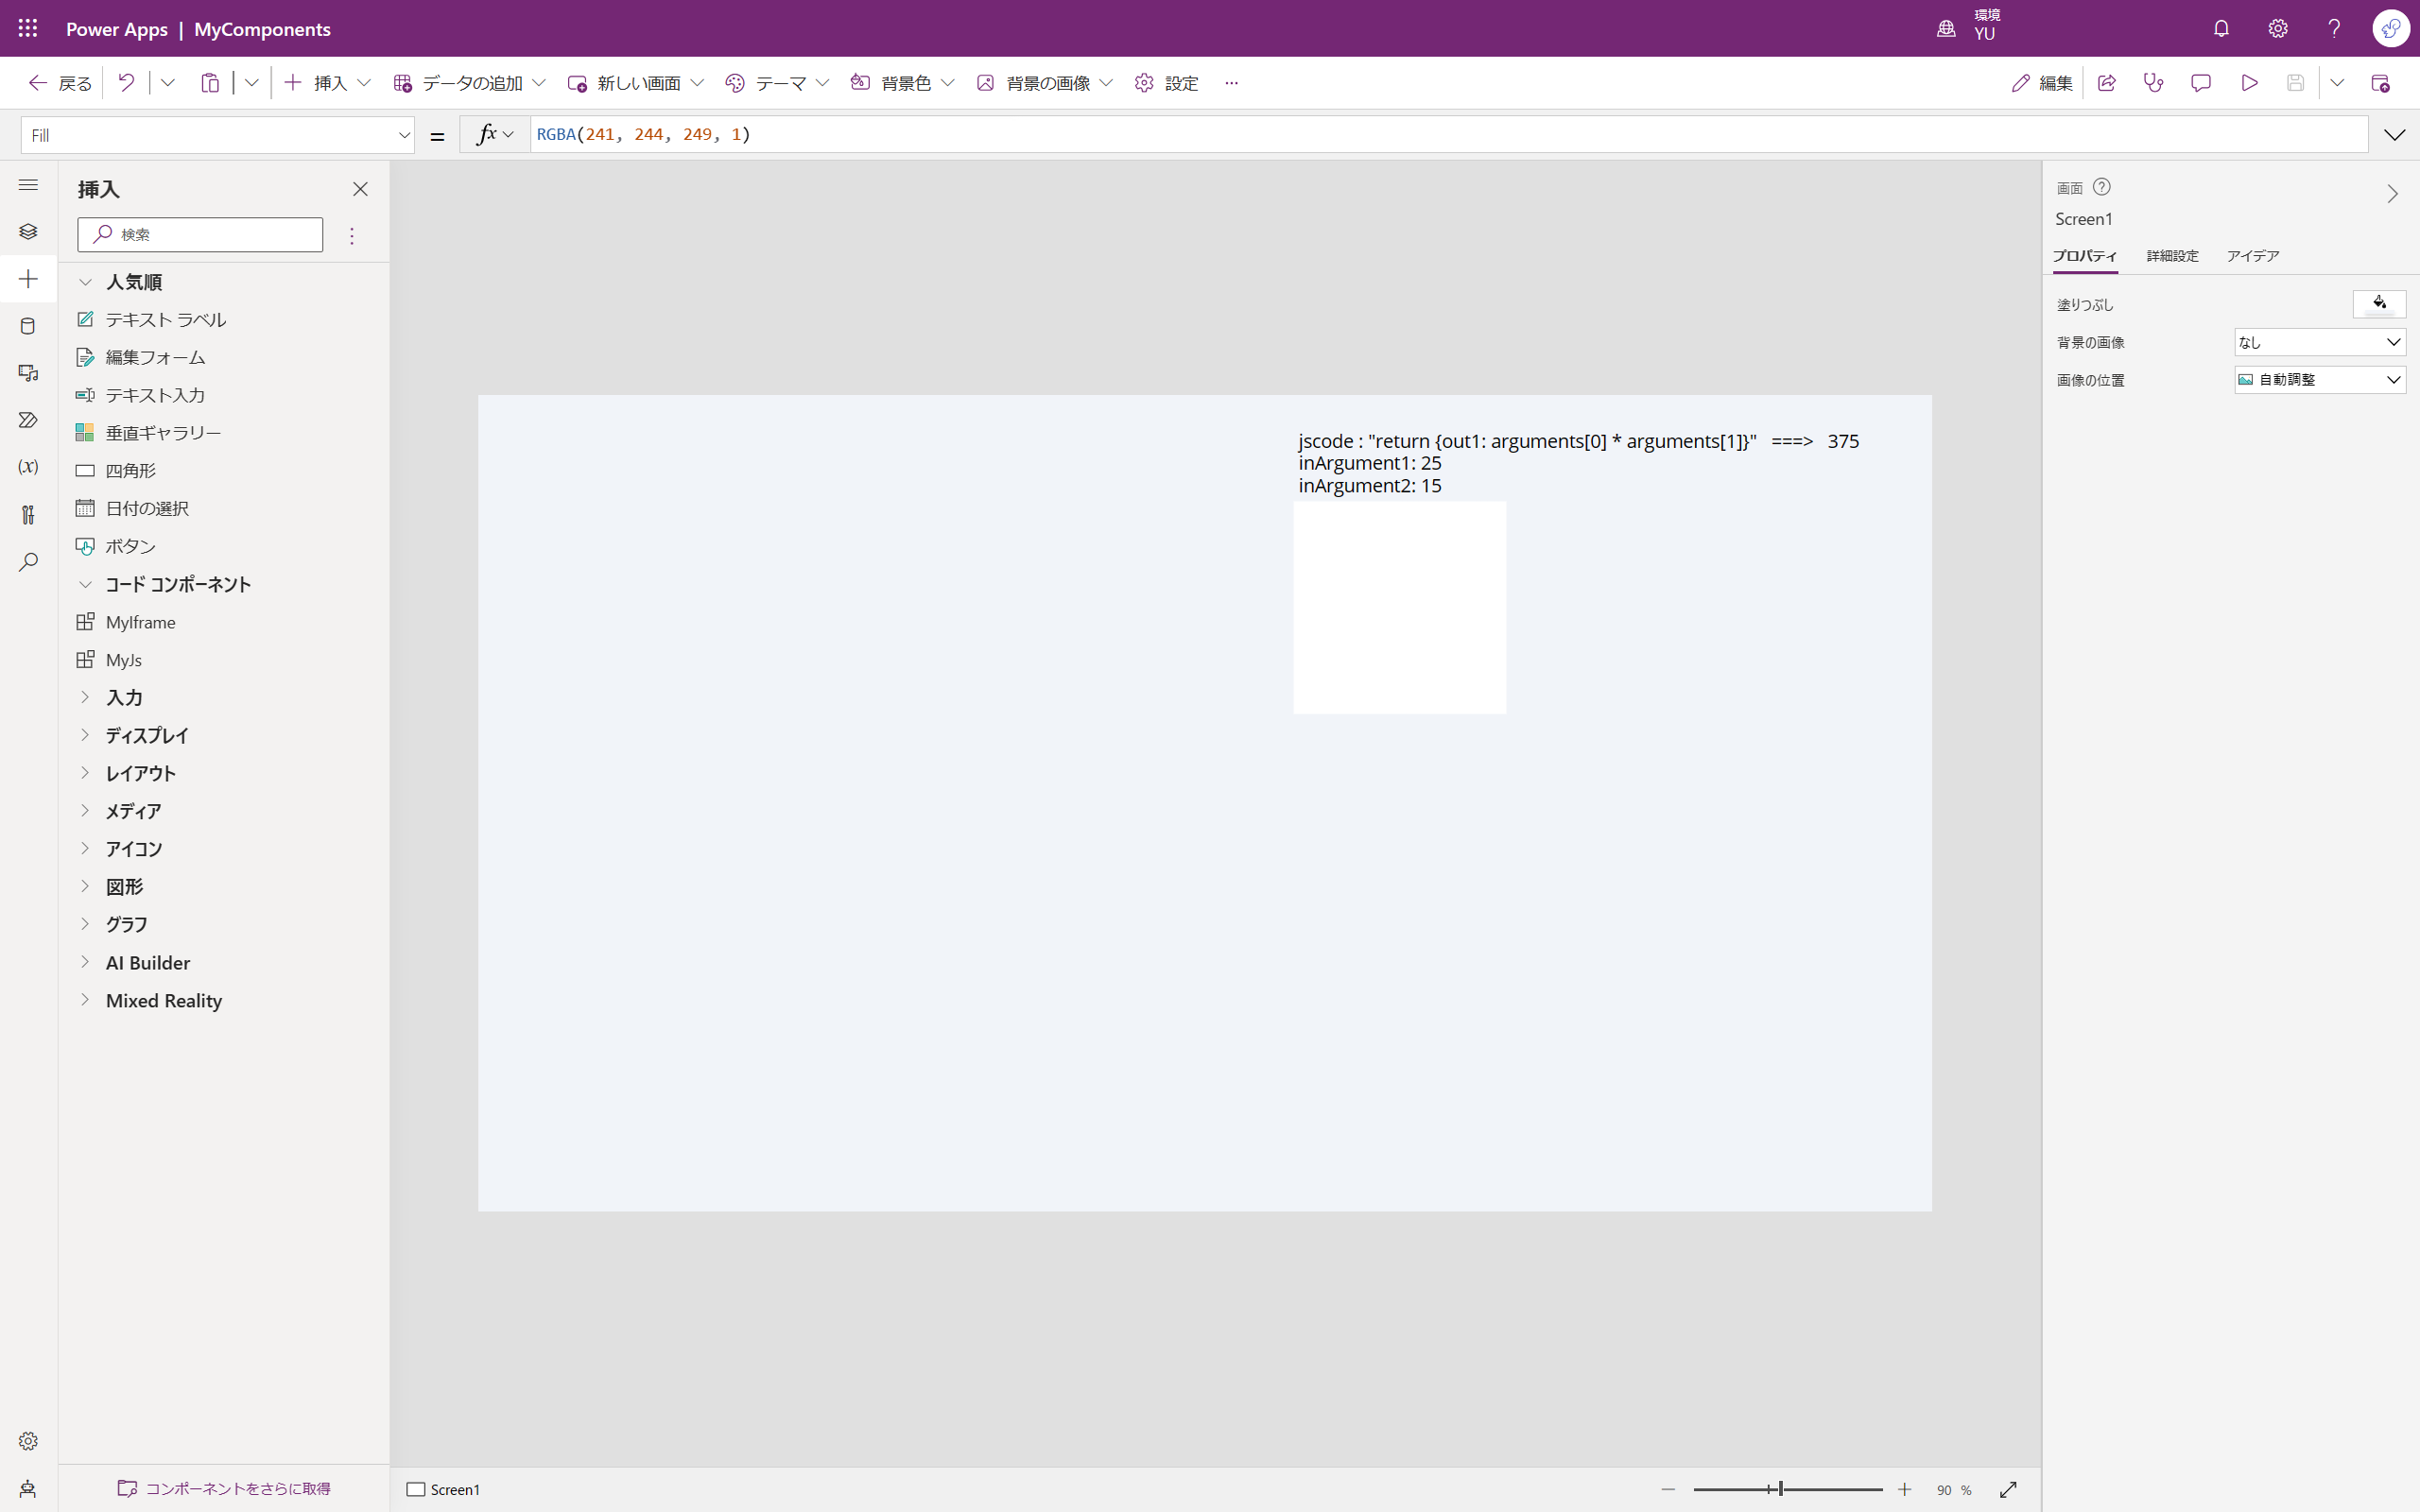 Power Apps | MyComponents
環境
YU
戻る
挿入
データの追加
新しい画面
テーマ
背景色
背景の画像
設定
編集
Fill
=
fx
RGBA(241, 244, 249, 1)
挿入
検索
人気順
テキスト ラベル
編集フォーム
テキスト入力
垂直ギャラリー
四角形
日付の選択
ボタン
コード コンポーネント
MyIframe
MyJs
入力
ディスプレイ
レイアウト
メディア
アイコン
図形
グラフ
AI Builder
Mixed Reality
コンポーネントをさらに取得
jscode : "return {out1: arguments[0] * arguments[1]}" ===> 375
inArgument1: 25
inArgument2: 15
画面
Screen1
プロパティ
詳細設定
アイデア
塗りつぶし
背景の画像
なし
画像の位置
自動調整
Screen1
90 %